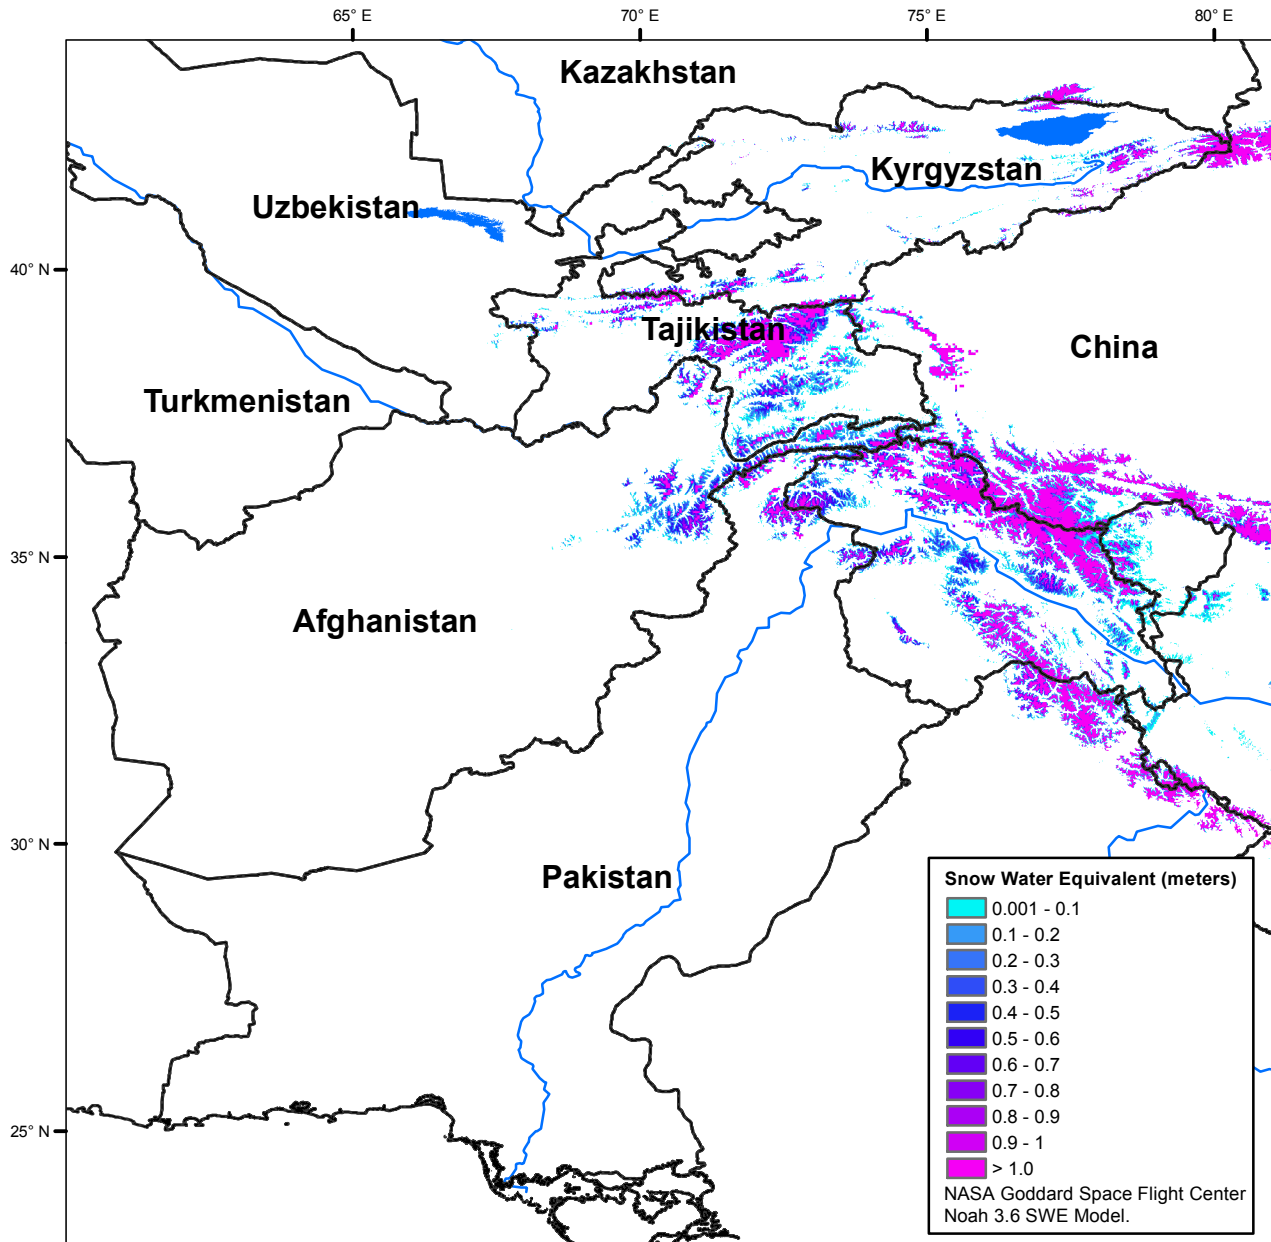 65° E
70° E
75° E
80° E
Kazakhstan
Kyrgyzstan
Uzbekistan
40° N
Tajikistan
China
Turkmenistan
35° N
Afghanistan
30° N
Pakistan
25° N
Snow Water Equivalent (meters)
0.001 - 0.1
0.1 - 0.2
0.2 - 0.3
0.3 - 0.4
0.4 - 0.5
0.5 - 0.6
0.6 - 0.7
0.7 - 0.8
0.8 - 0.9
0.9 - 1
> 1.0
NASA Goddard Space Flight Center
Noah 3.6 SWE Model.